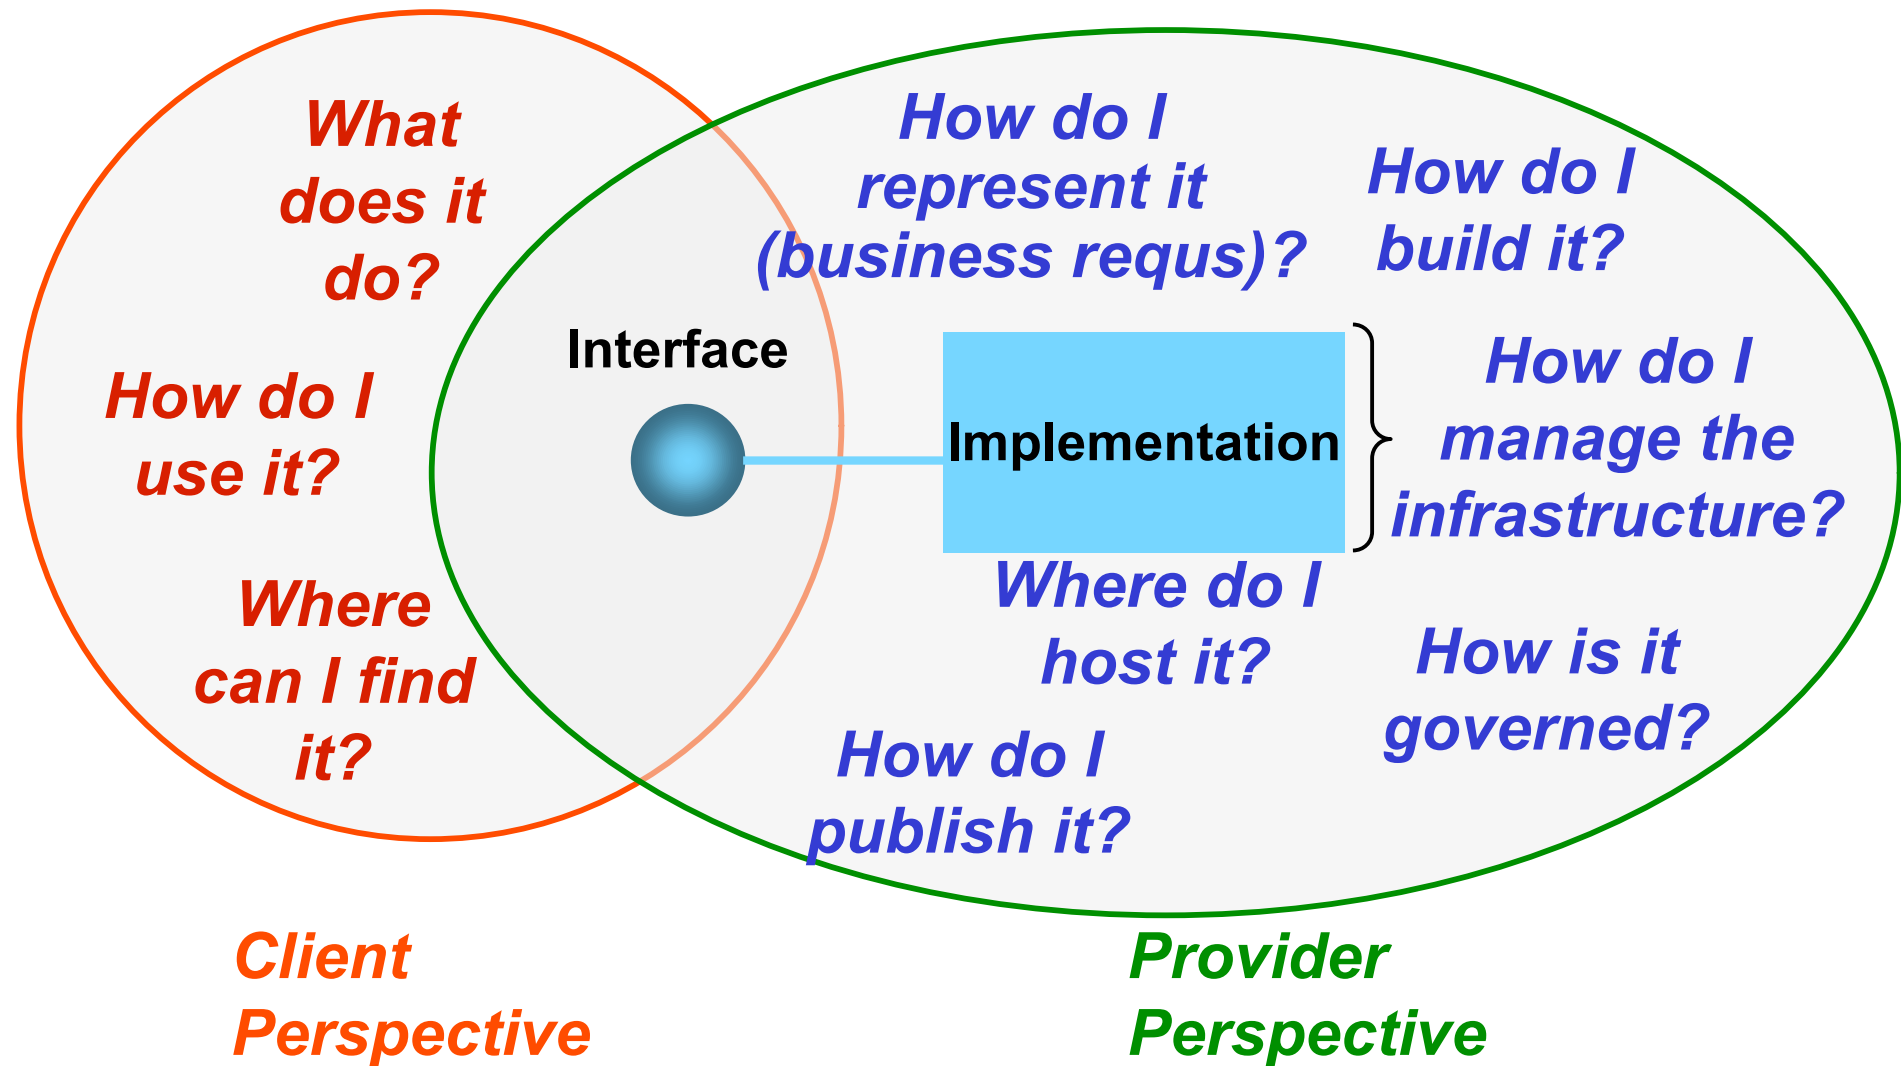 What
does it
do?
How do I
use it?
Where
can I find
it?
Interface
How do I
represent it
(business requs)?
How do I
build it?
Implementation
How do I
manage the
infrastructure?
Where do I
host it?
How is it
governed?
How do I
publish it?
Client
Perspective
Provider
Perspective